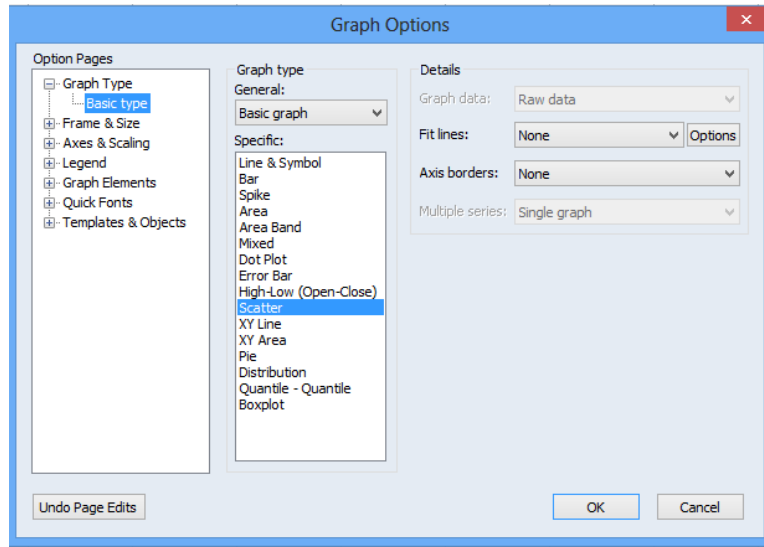 Graph Options
Option Pages
Graph Type
Basic type
Frame & Size
Axes & Scaling
Legend
Graph Elements
Quick Fonts
Templates & Objects
Graph type
General:
Basic graph
Specific:
Line & Symbol
Bar
Spike
Area
Area Band
Mixed
Dot Plot
Error Bar
High-Low (Open-Close)
Scatter
XY Line
XY Area
Pie
Distribution
Quantile - Quantile
Boxplot
Details
Graph data: Raw data
Fit lines: None Options
Axis borders: None
Multiple series: Single graph
Undo Page Edits
OK Cancel